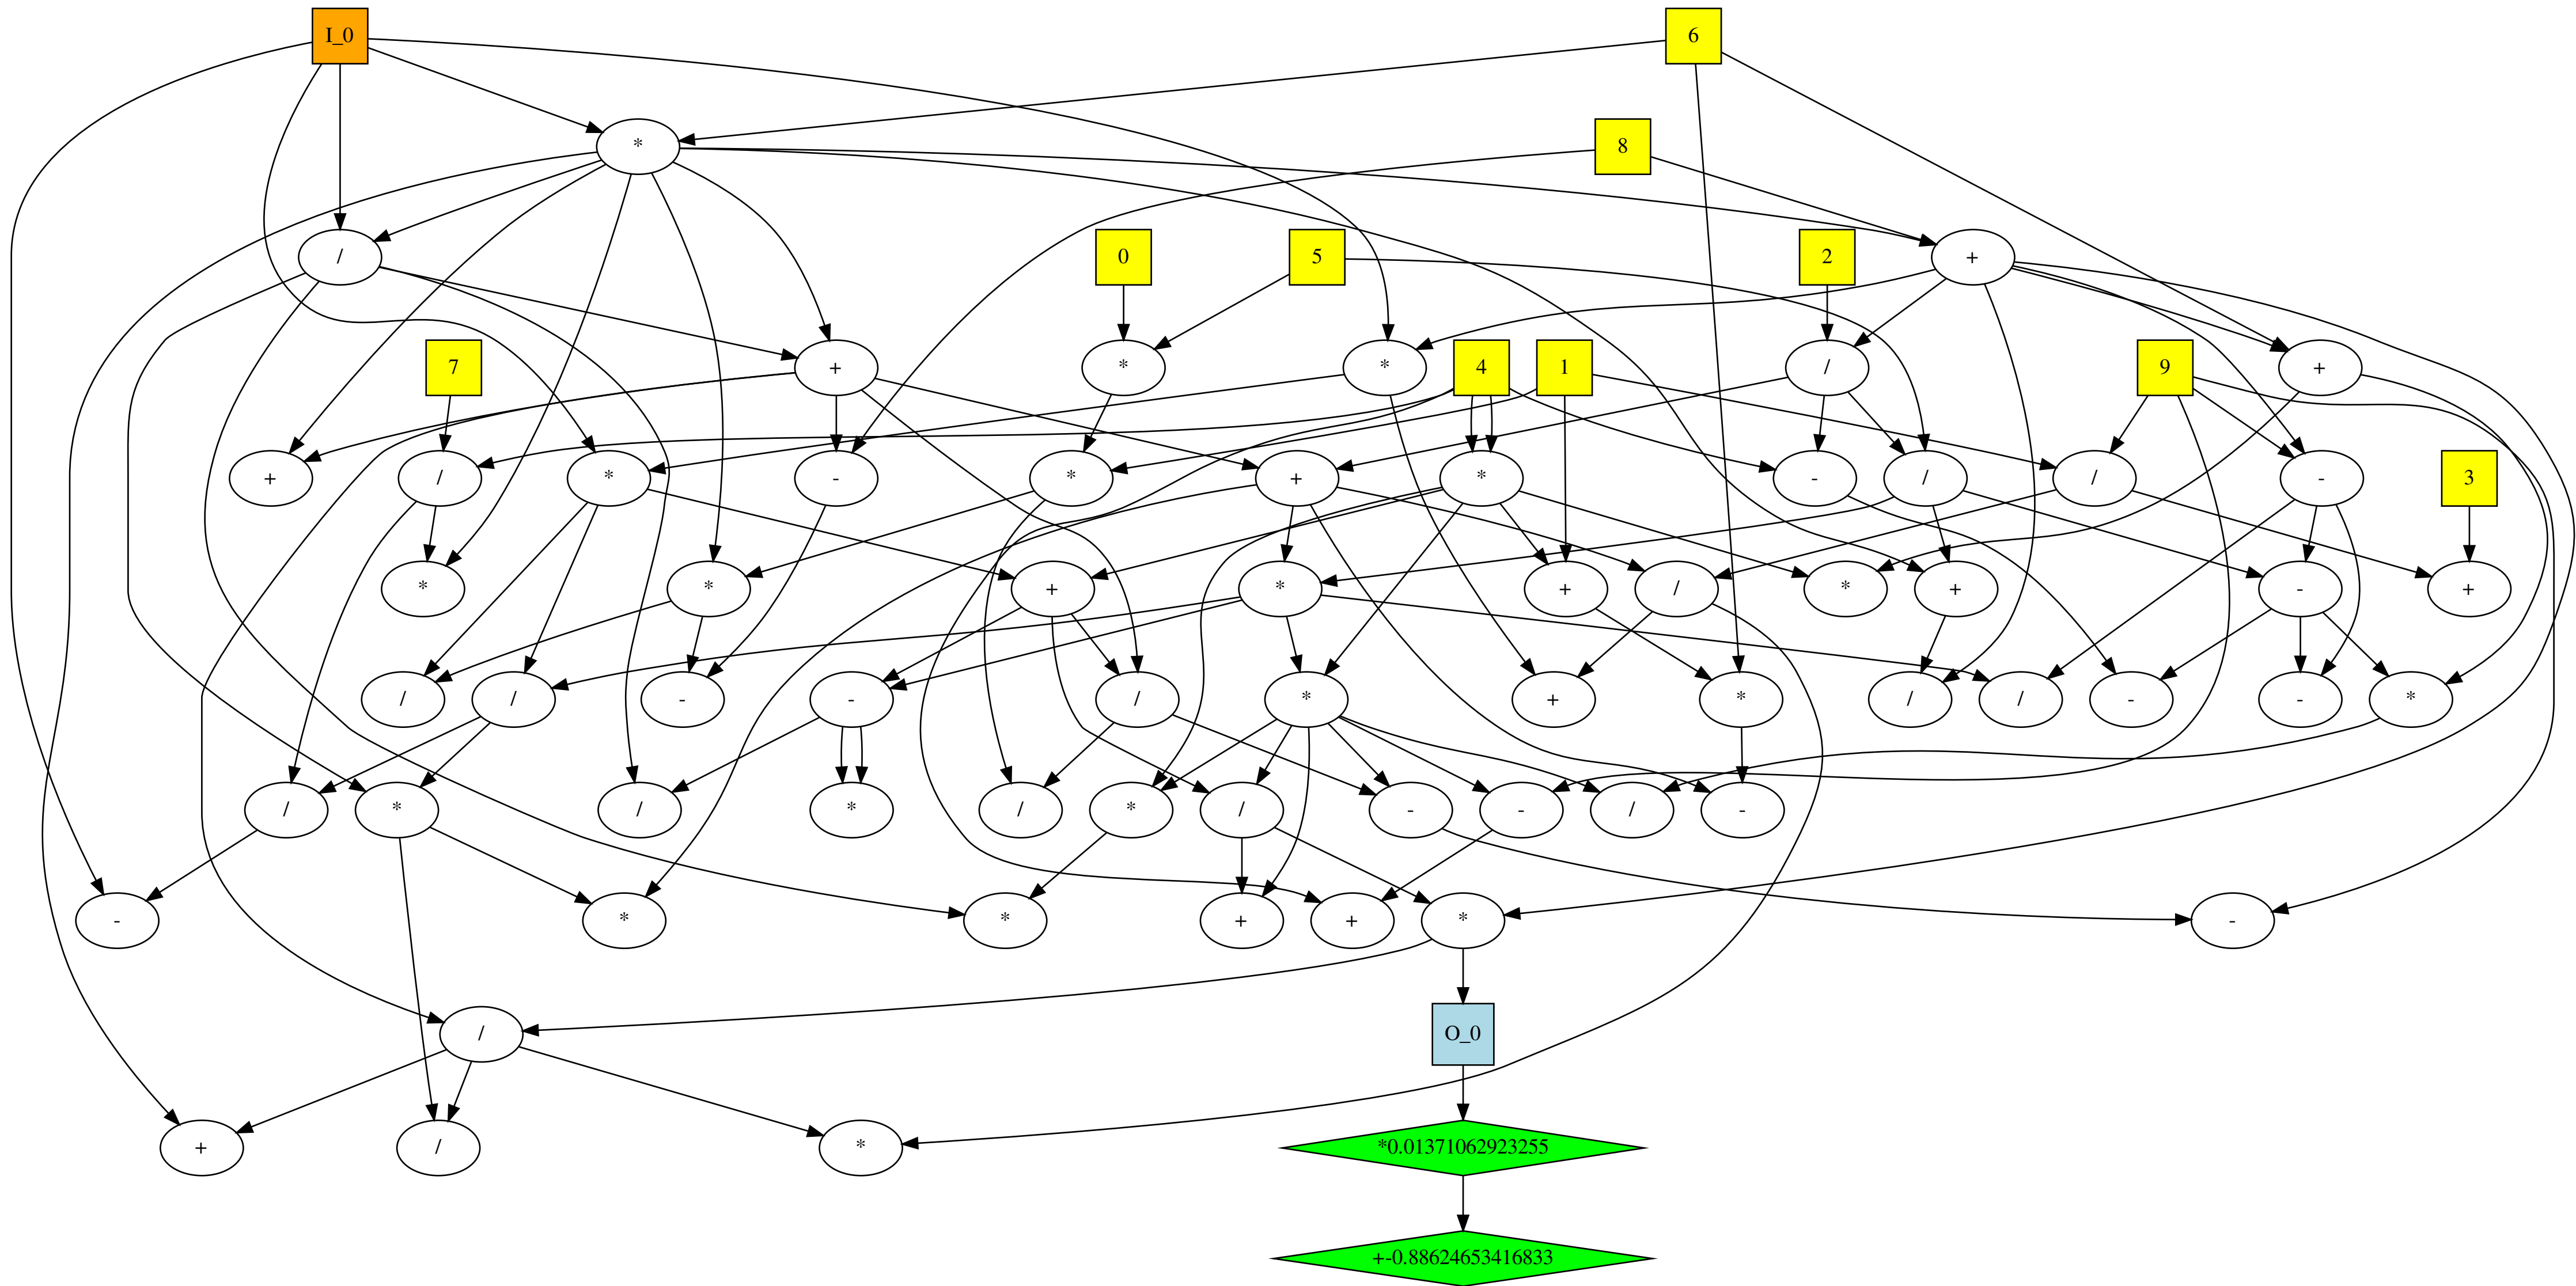 I_0 6
*
8
/ 0 5 2 +
7 + * * 4 1 / 9 +
+ / * - * + * - / / - 3
* * + * + / * + - +
/ / - - / * + * / / - - *
/ * / * / * / - - / -
- * * + + * -
/ O_0
+ / * *0.01371062923255
+-0.88624653416833